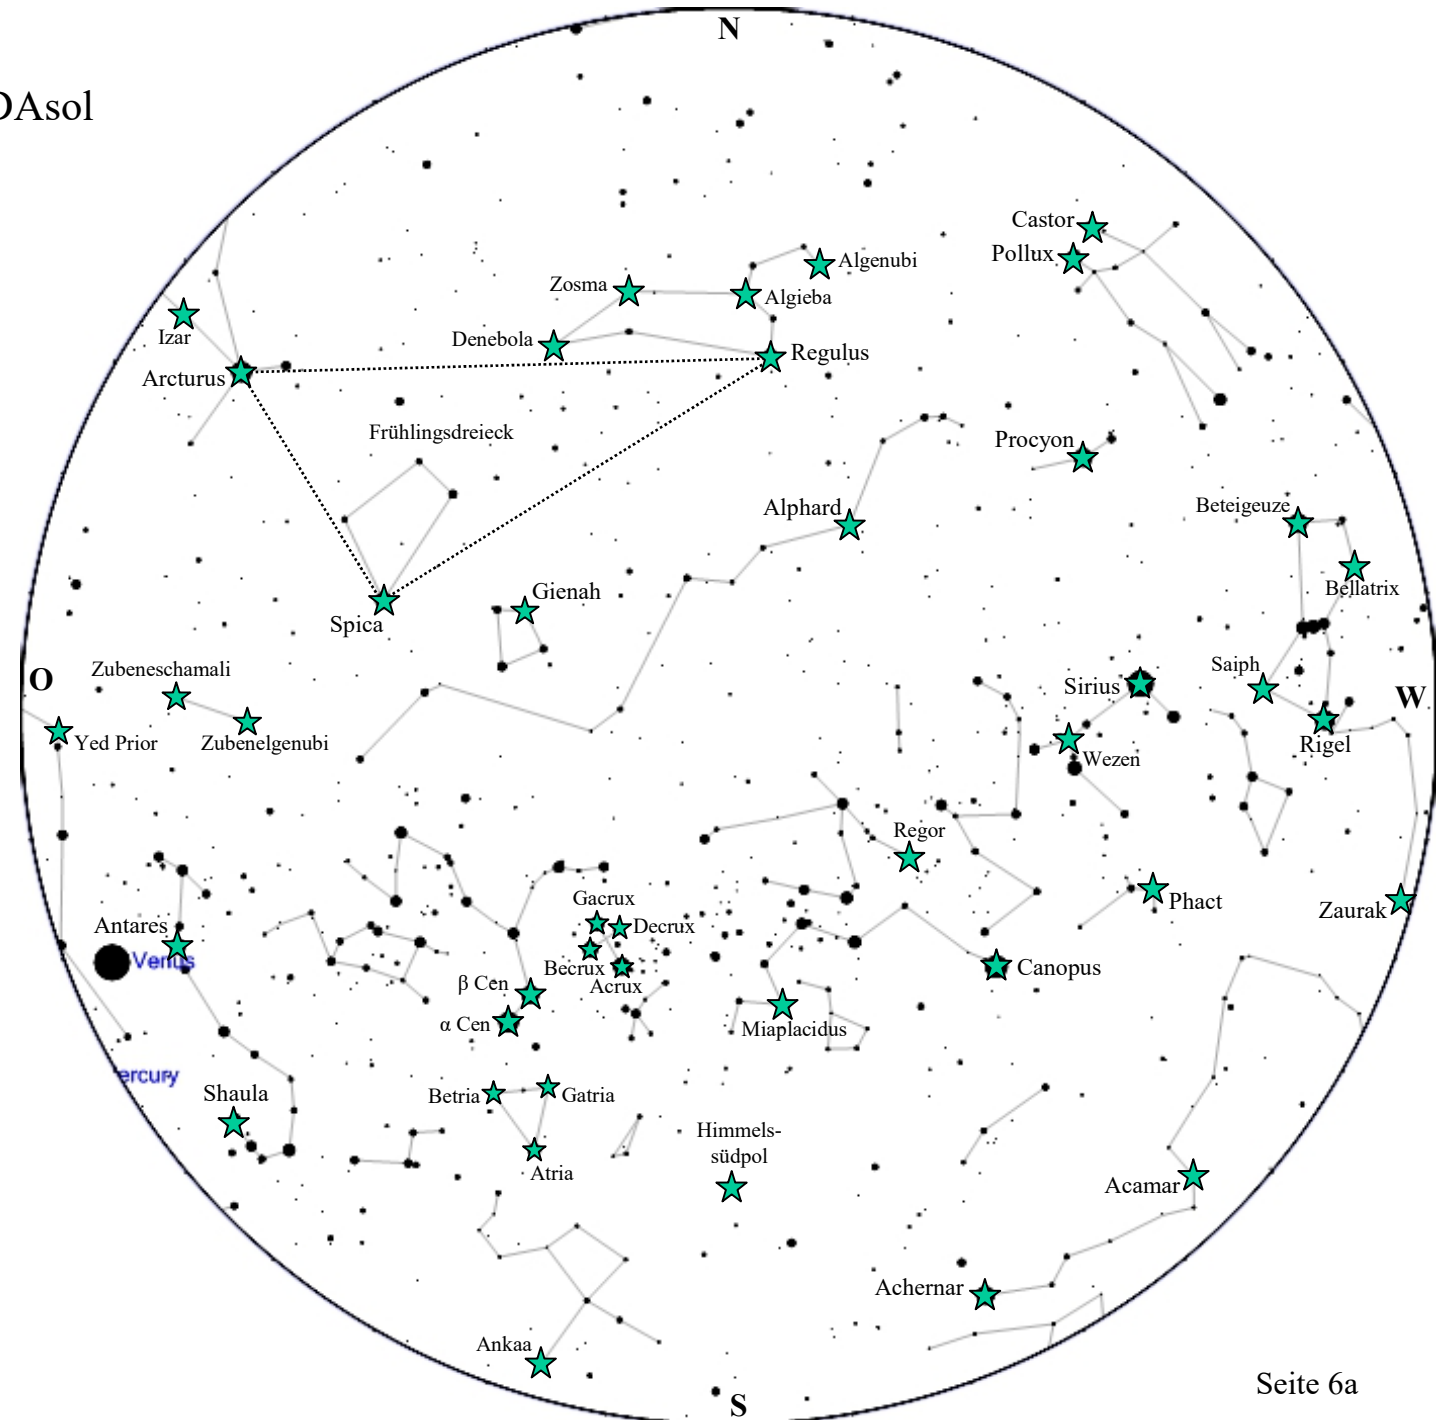 N
DAsol
Castor
Pollux
Algenubi
Zosma
Algieba
Izar
Denebola
Regulus
Arcturus
Frühlingsdreieck
Procyon
Beteigeuze
Alphard
Bellatrix
Gienah
Spica
Zubeneschamali
O
Saiph
Sirius
W
Yed Prior
Zubenelgenubi
Rigel
Wezen
Regor
Gacrux
Phact
Zaurak
Antares
Decrux
Venus
Becrux
Canopus
β Cen
Acrux
α Cen
Miaplacidus
ercury
Shaula
Betria
Gatria
Himmels-
südpol
Atria
Acamar
Achernar
Ankaa
Seite 6a
S